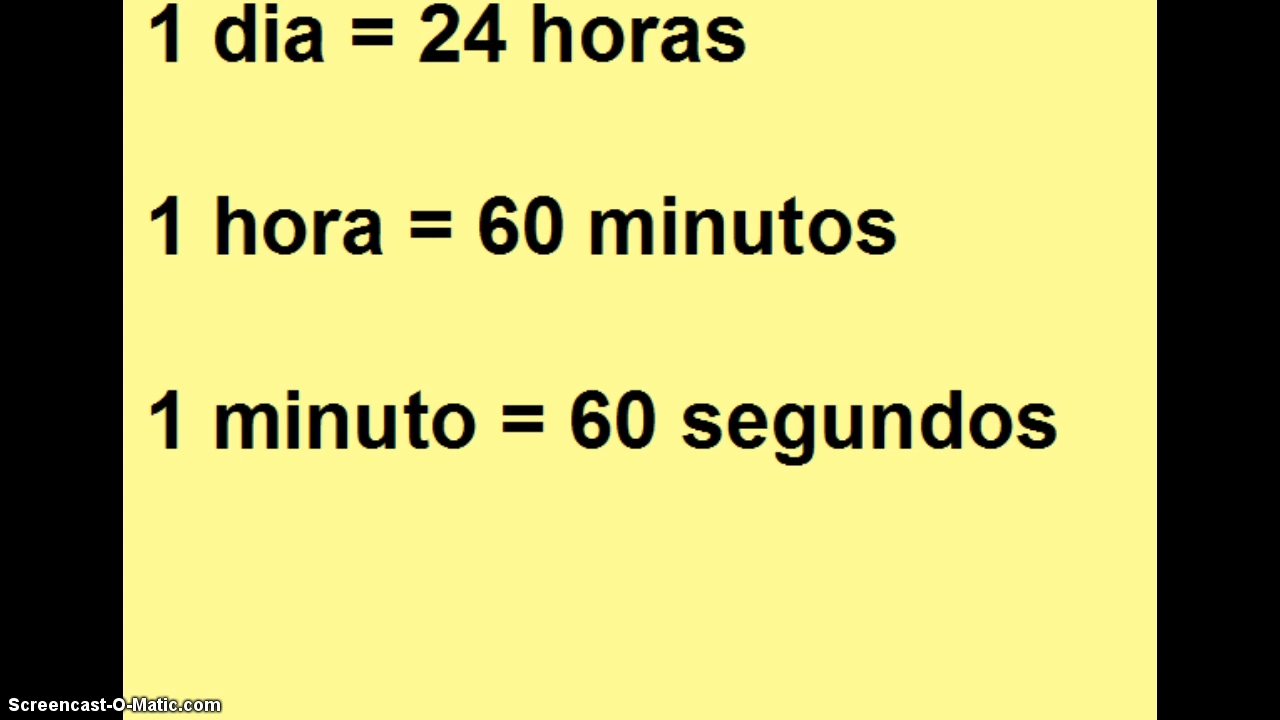 1 dia = 24 horas
1 hora = 60 minutos
1 minuto = 60 segundos
Screencast-O-Matic.com